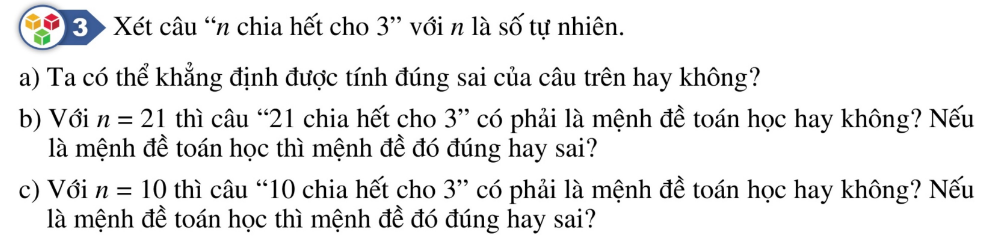 3 Xét câu “n chia hết cho 3” với n là số tự nhiên.
a) Ta có thể khẳng định được tính đúng sai của câu trên hay không?
b) Với n = 21 thì câu “21 chia hết cho 3” có phải là mệnh đề toán học hay không? Nếu
là mệnh đề toán học thì mệnh đề đó đúng hay sai?
c) Với n = 10 thì câu “10 chia hết cho 3” có phải là mệnh đề toán học hay không? Nếu
là mệnh đề toán học thì mệnh đề đó đúng hay sai?